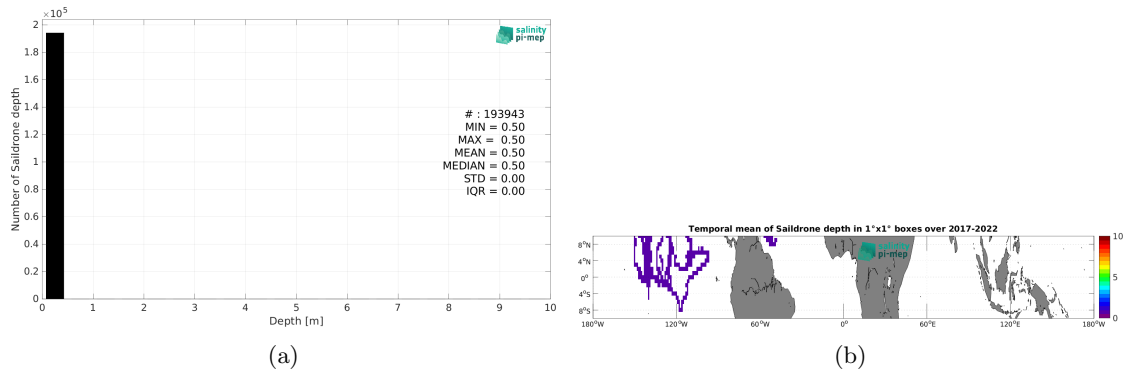 ×10⁵
2
1.8
1.6
1.4
1.2
1
0.8
0.6
0.4
0.2
0
Number of Saildrone depth
salinity
pi-mep
# : 193943
MIN = 0.50
MAX = 0.50
MEAN = 0.50
MEDIAN = 0.50
STD = 0.00
IQR = 0.00
0 1 2 3 4 5 6 7 8 9 10
Depth [m]
(a)
Temporal mean of Saildrone depth in 1°x1° boxes over 2017-2022
8°N
4°N
0°
4°S
8°S
salinity
pi-mep
10
5
0
180°W 120°W 60°W 0° 60°E 120°E 180°W
(b)